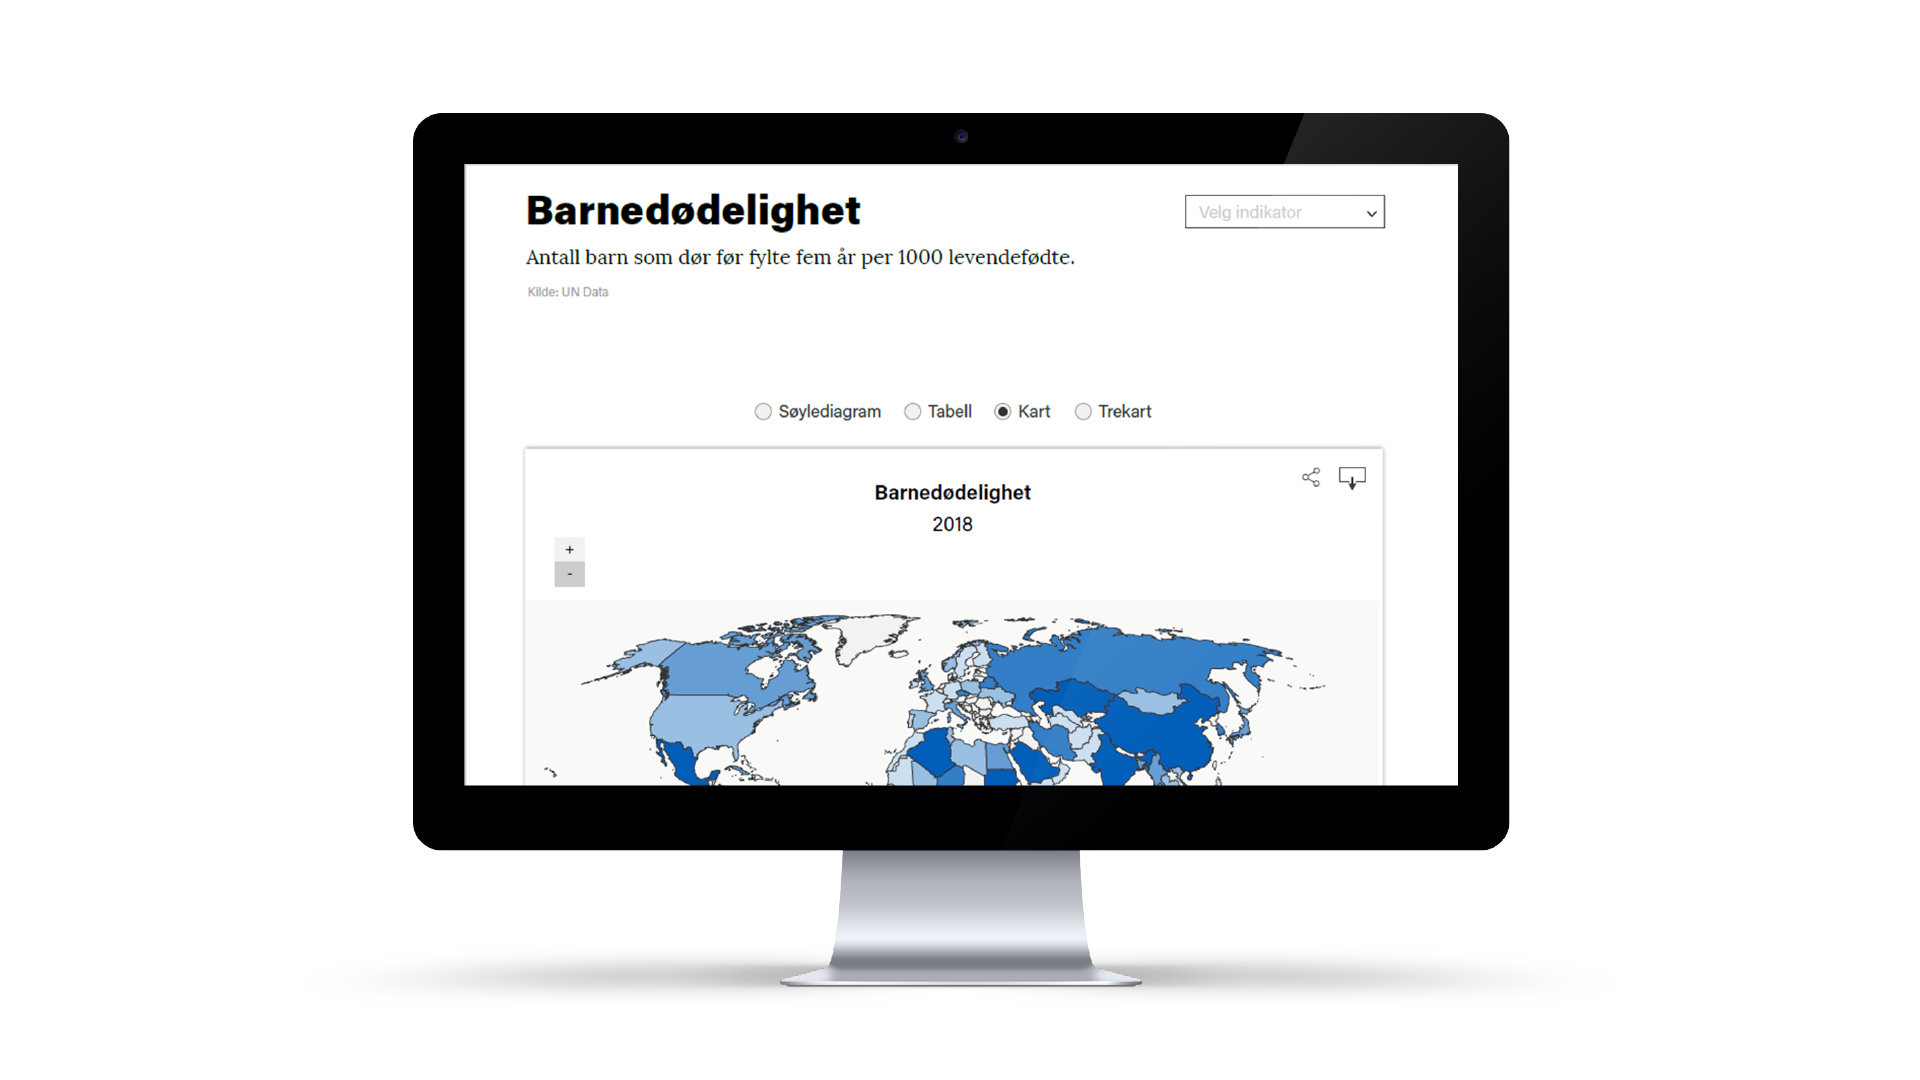 Barnedødelighet
Velg indikator
Antall barn som dør før fylte fem år per 1000 levendefødte.
Kilde: UN Data
Søylediagram Tabell Kart Trekart
Barnedødelighet
2018
+
-